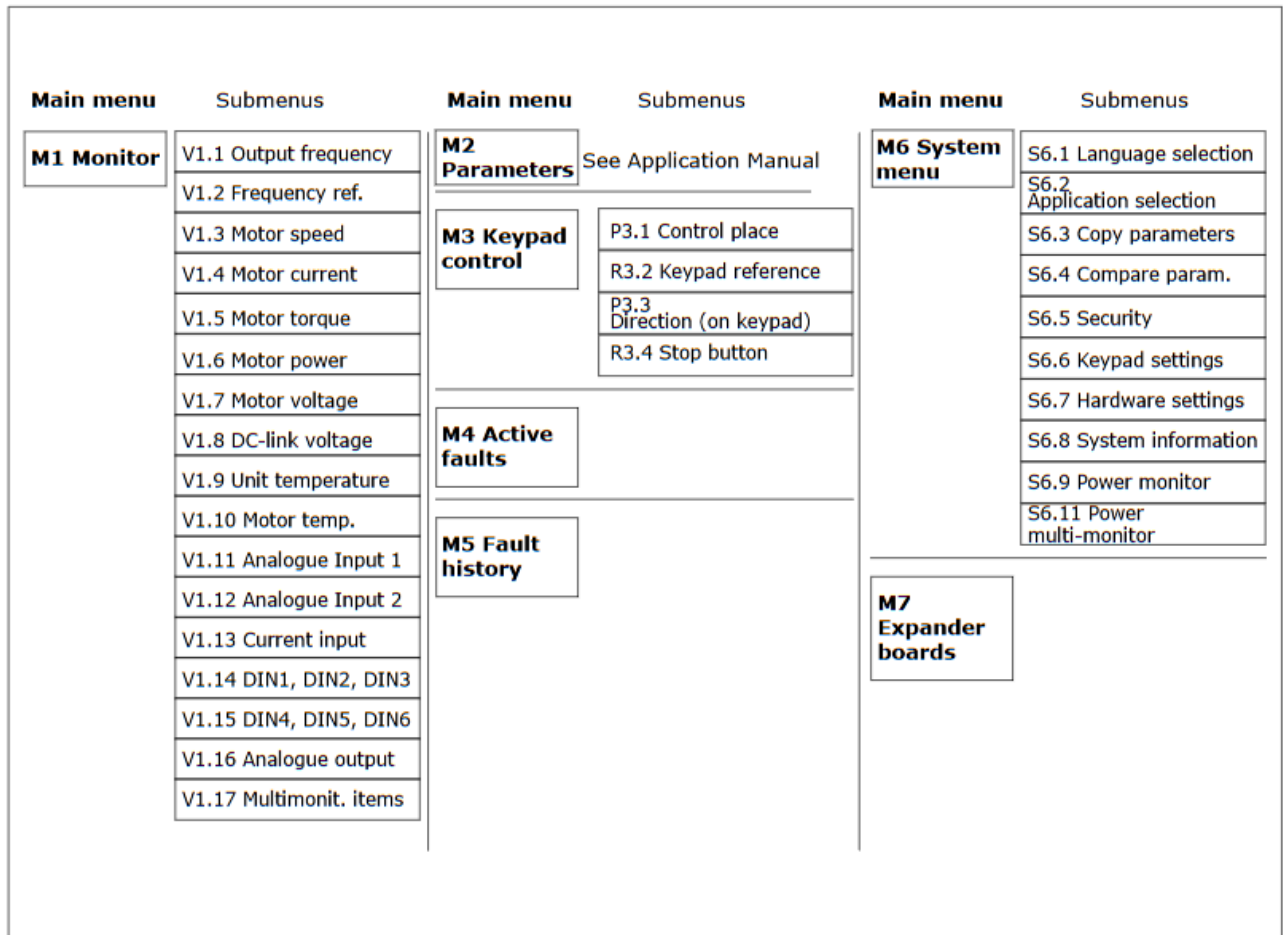 Main menu
Submenus
M1 Monitor
V1.1 Output frequency
V1.2 Frequency ref.
V1.3 Motor speed
V1.4 Motor current
V1.5 Motor torque
V1.6 Motor power
V1.7 Motor voltage
V1.8 DC-link voltage
V1.9 Unit temperature
V1.10 Motor temp.
V1.11 Analogue Input 1
V1.12 Analogue Input 2
V1.13 Current input
V1.14 DIN1, DIN2, DIN3
V1.15 DIN4, DIN5, DIN6
V1.16 Analogue output
V1.17 Multimonit. items
Main menu
Submenus
M2
Parameters
See Application Manual
M3 Keypad
control
P3.1 Control place
R3.2 Keypad reference
P3.3
Direction (on keypad)
R3.4 Stop button
M4 Active
faults
M5 Fault
history
Main menu
Submenus
M6 System
menu
S6.1 Language selection
S6.2
Application selection
S6.3 Copy parameters
S6.4 Compare param.
S6.5 Security
S6.6 Keypad settings
S6.7 Hardware settings
S6.8 System information
S6.9 Power monitor
S6.11 Power
multi-monitor
M7
Expander
boards